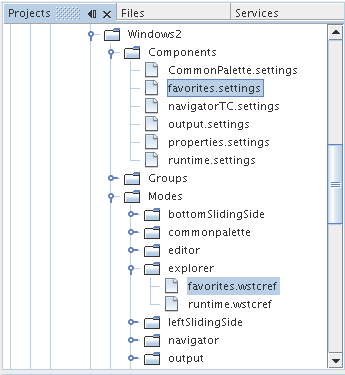 Projects Files Services
Windows2
Components
CommonPalette.settings
favorites.settings
navigatorTC.settings
output.settings
properties.settings
runtime.settings
Groups
Modes
bottomSlidingSide
commonpalette
editor
explorer
favorites.wstcref
runtime.wstcref
leftSlidingSide
navigator
output